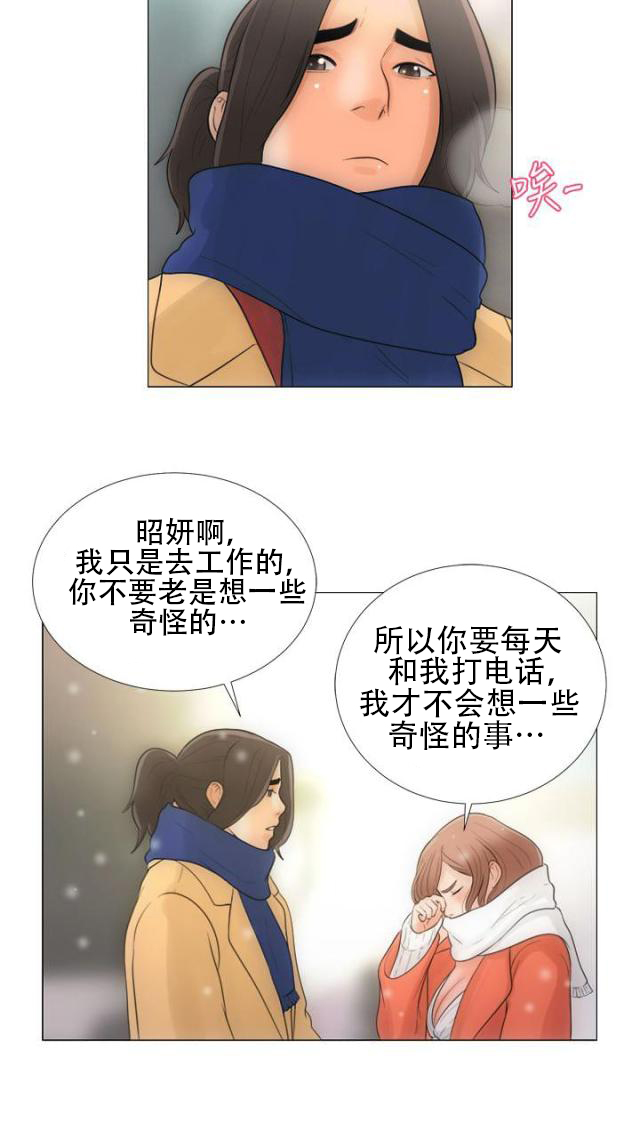 唉~
昭妍啊,
我只是去工作的,
你不要老是想一些
奇怪的…
所以你要每天
和我打电话,
我才不会想一些
奇怪的事…